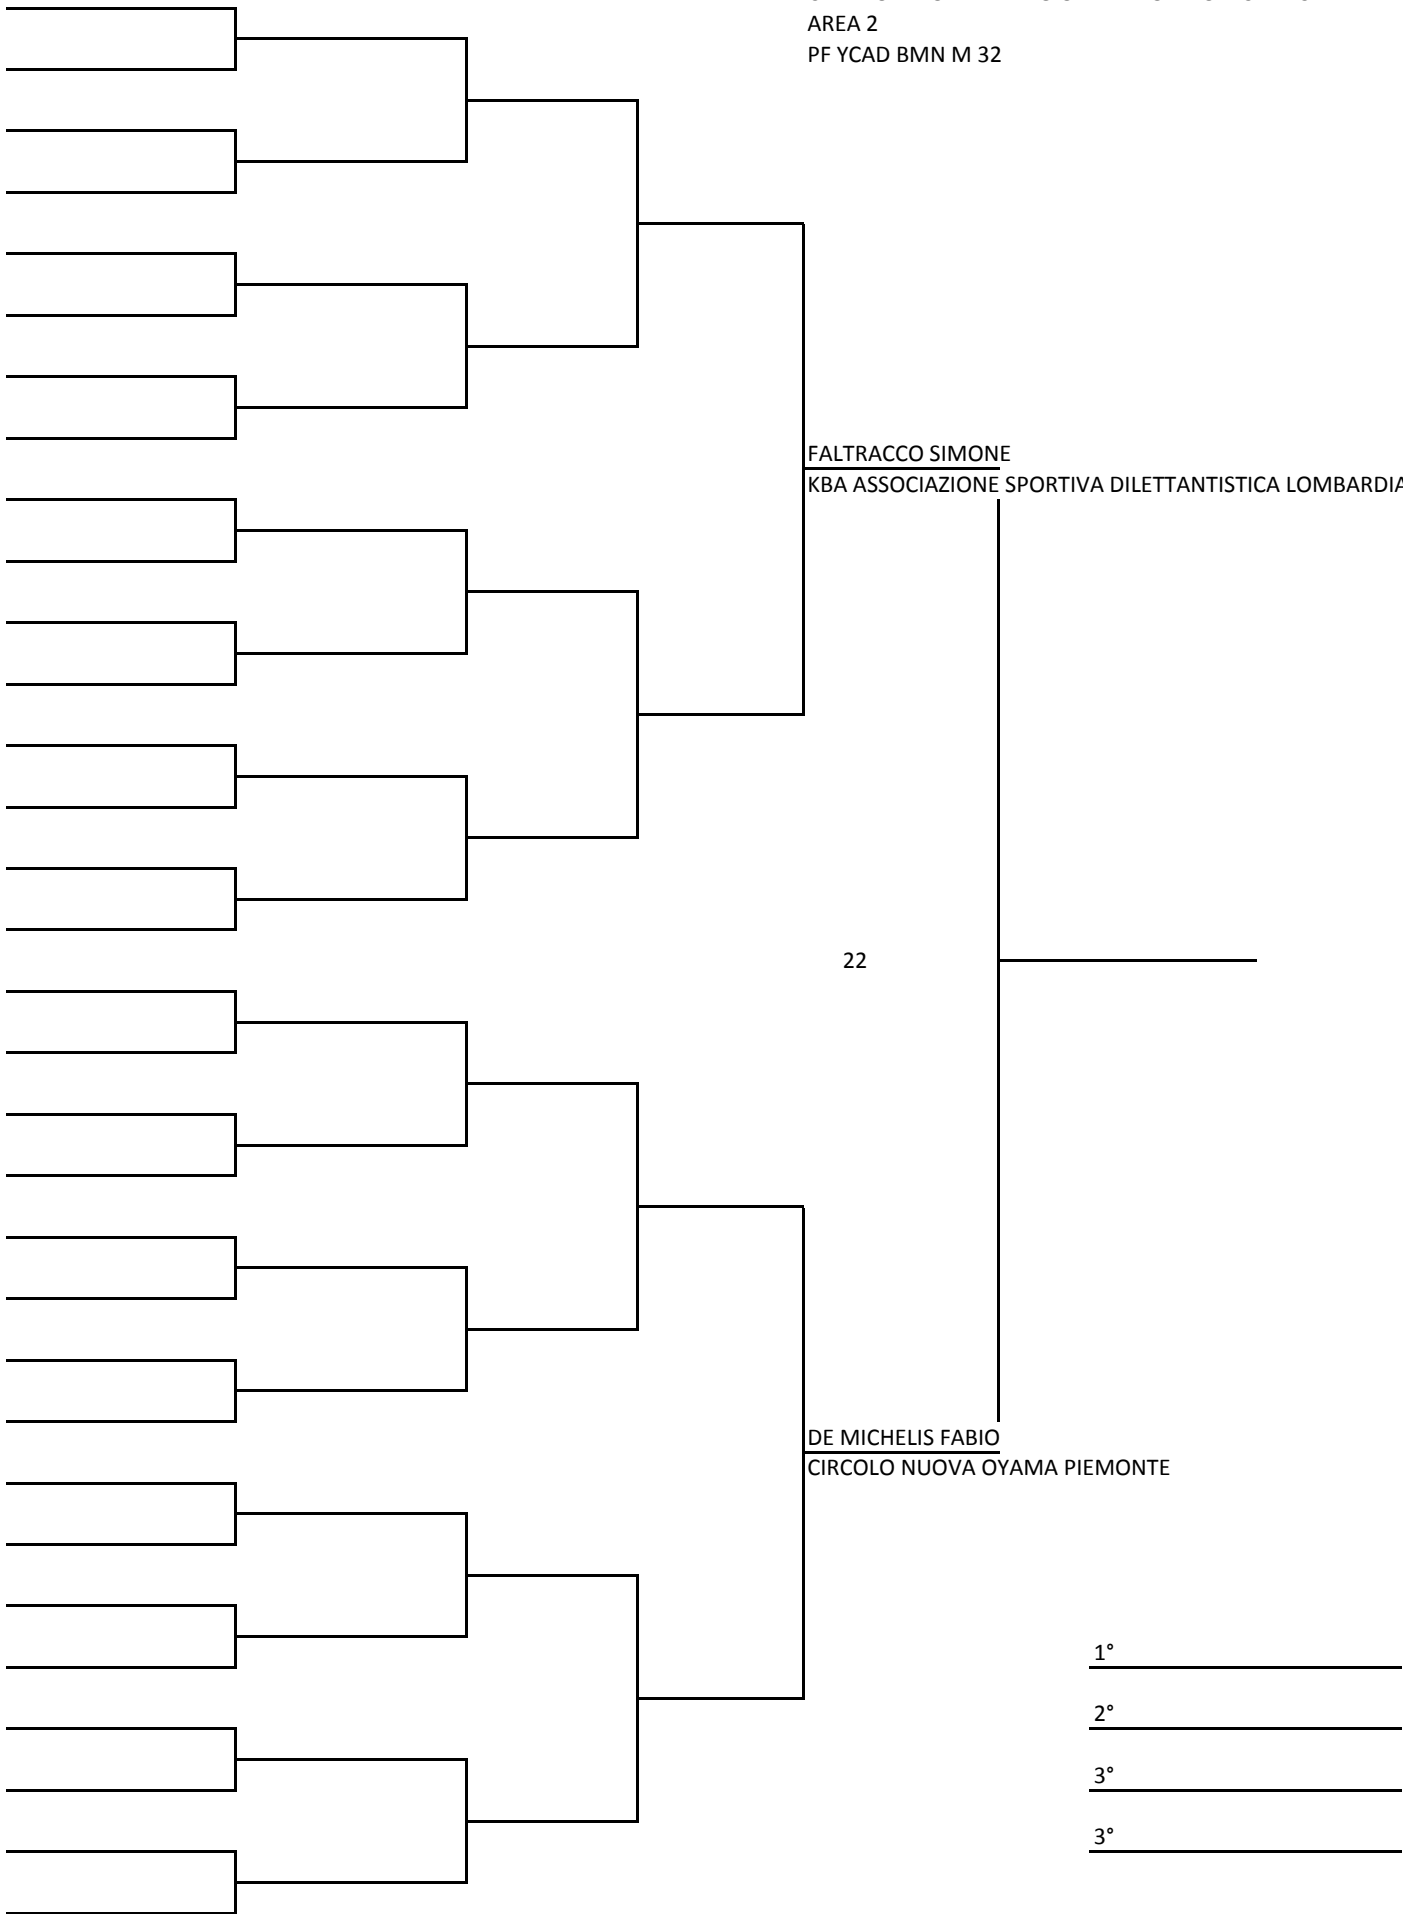 AREA 2
PF YCAD BMN M 32
FALTRACCO SIMONE
KBA ASSOCIAZIONE SPORTIVA DILETTANTISTICA LOMBARDIA
22
DE MICHELIS FABIO
CIRCOLO NUOVA OYAMA PIEMONTE
1°
2°
3°
3°